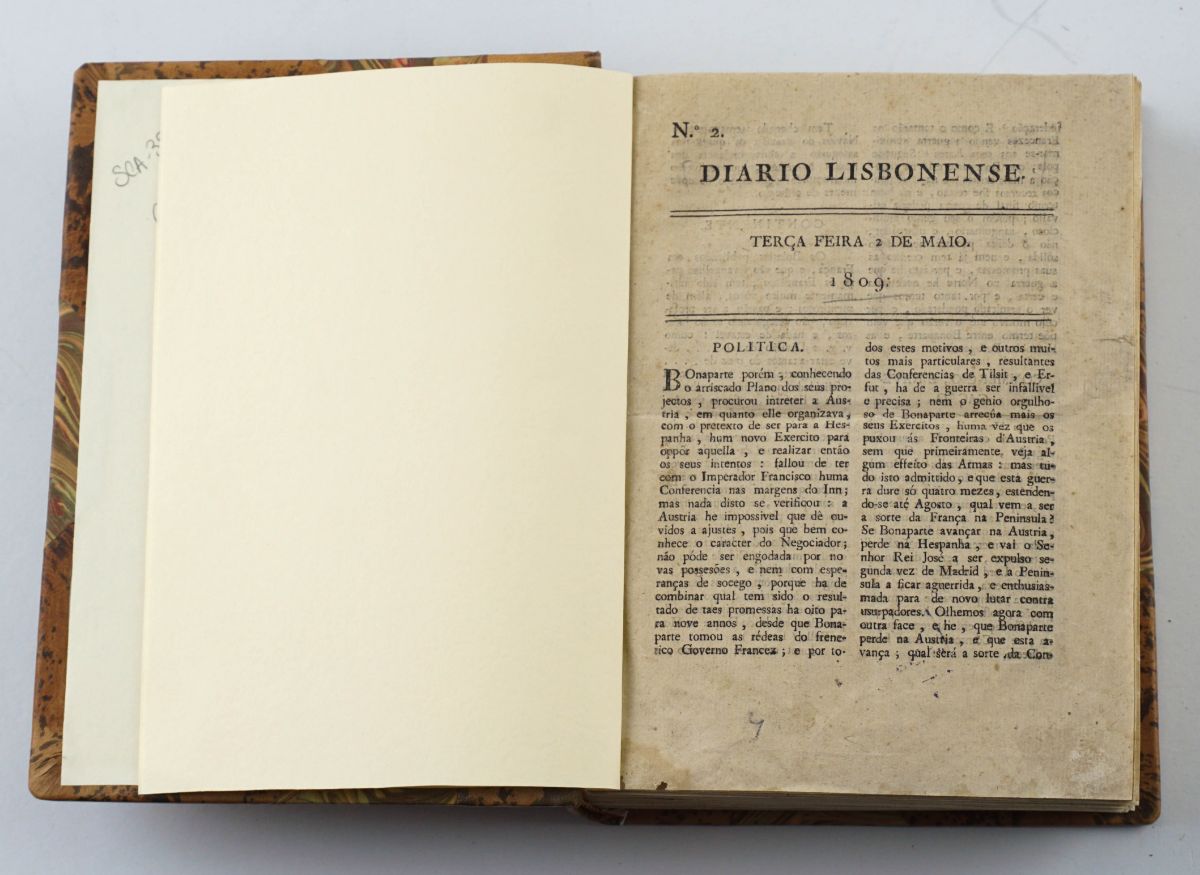 SCA-
N.º 2.
DIARIO LISBONENSE.
TERÇA FEIRA 2 DE MAIO.
1809.
POLITICA.
BOnaparte porém, conhecendo
o arriscado Plano dos seus pro-
jectos, procurou intreter a Aus-
tria, em quanto elle organizava,
com o pretexto de ser para a Hes-
panha, hum novo Exercito para
oppôr aquella, e realizar então
os seus intentos: fallou de ter
com o Imperador Francisco huma
Conferencia nas margens do Inn;
mas nada disto se verificou: a
Austria he impossivel que dê ou-
vidos a ajustes, pois que bem co-
nhece o caracter do Negociador;
não póde ser engodada por no
vas possesões, e nem com espe-
ranças de socego, porque ha de
combinar qual tem sido o resul-
tado de taes promessas ha oito pa-
ra nove annos, desde que Bona-
parte tomou as rédeas do frene-
tico Governo Francez; e por to-
dos estes motivos, e outros mui-
tos mais particulares, resultantes
das Conferencias de Tilsit, e Er-
fut, ha de a guerra ser infallivel
e precisa; nem o genio orgulho-
so de Bonaparte arrecúa mais os
seus Exercitos, huma vez que os
puxou ás Fronteiras d'Austria,
sem que primeiramente veja al-
gum effeito das Armas: mas tu-
do isto admittido, e que esta guer-
ra dure só quatro mezes, estenden-
do-se até Agosto, qual vem a ser
a sorte da França na Peninsula?
Se Bonaparte avançar na Austria,
perde na Hespanha, e vai o Se-
nhor Rei José a ser expulso se-
gunda vez de Madrid, e a Penin-
sula a ficar aguerrida, e enthusias-
mada para de novo lutar contra
usurpadores. Olhemos agora com
outra face, e he, que Bonaparte
perde na Austria, e que esta a-
vança; qual será a sorte da Con-